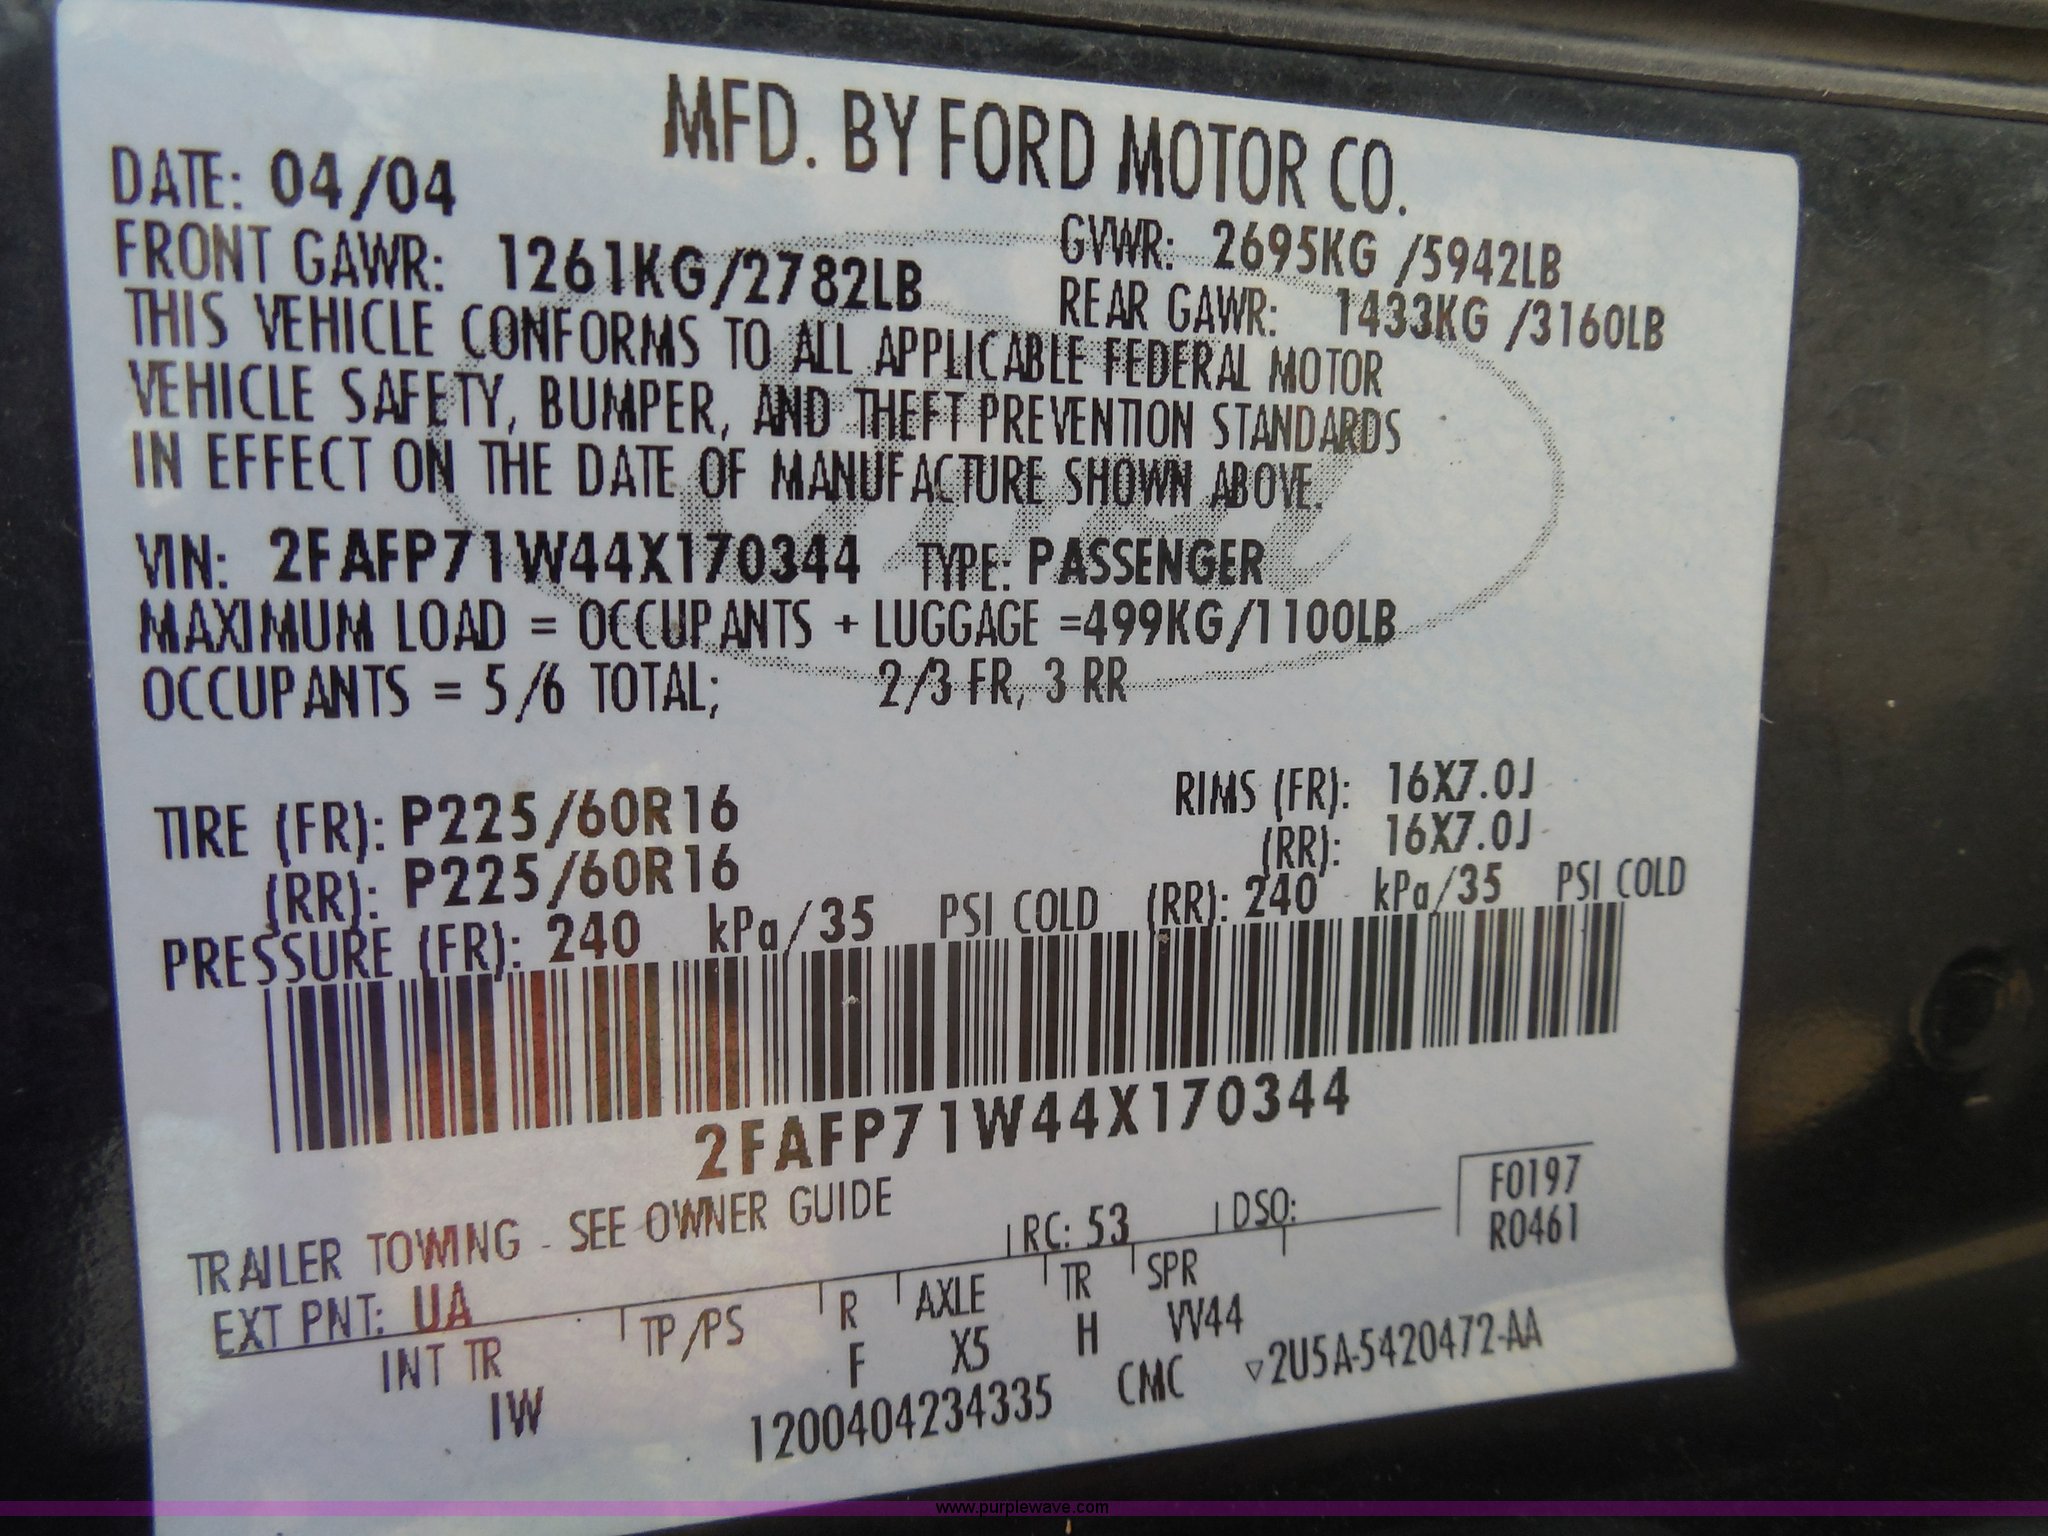 MFD. BY FORD MOTOR CO.
DATE: 04/04
GVWR: 2695KG /5942LB
FRONT GAWR: 1261KG/2782LB
REAR GAWR: 1433KG /3160LB
THIS VEHICLE CONFORMS TO ALL APPLICABLE FEDERAL MOTOR
VEHICLE SAFETY, BUMPER, AND THEFT PREVENTION STANDARDS
IN EFFECT ON THE DATE OF MANUFACTURE SHOWN ABOVE.
VIN: 2FAFP71W44X170344 TYPE: PASSENGER
MAXIMUM LOAD = OCCUPANTS + LUGGAGE =499KG/1100LB
OCCUPANTS = 5/6 TOTAL; 2/3 FR, 3 RR
TIRE (FR): P225/60R16 RIMS (FR): 16X7.0J
(RR): P225/60R16 (RR): 16X7.0J
PRESSURE (FR): 240 kPa/35 PSI COLD (RR): 240 kPa/35 PSI COLD
2FAFP71W44X170344
TRAILER TOWING - SEE OWNER GUIDE
F0197
R0461
EXT PNT: UA RC: 53 DSO:
INT TR TP/PS R AXLE TR SPR
IW F X5 H VV44
1200404234335 CMC ▽2U5A-5420472-AA
www.purplewave.com